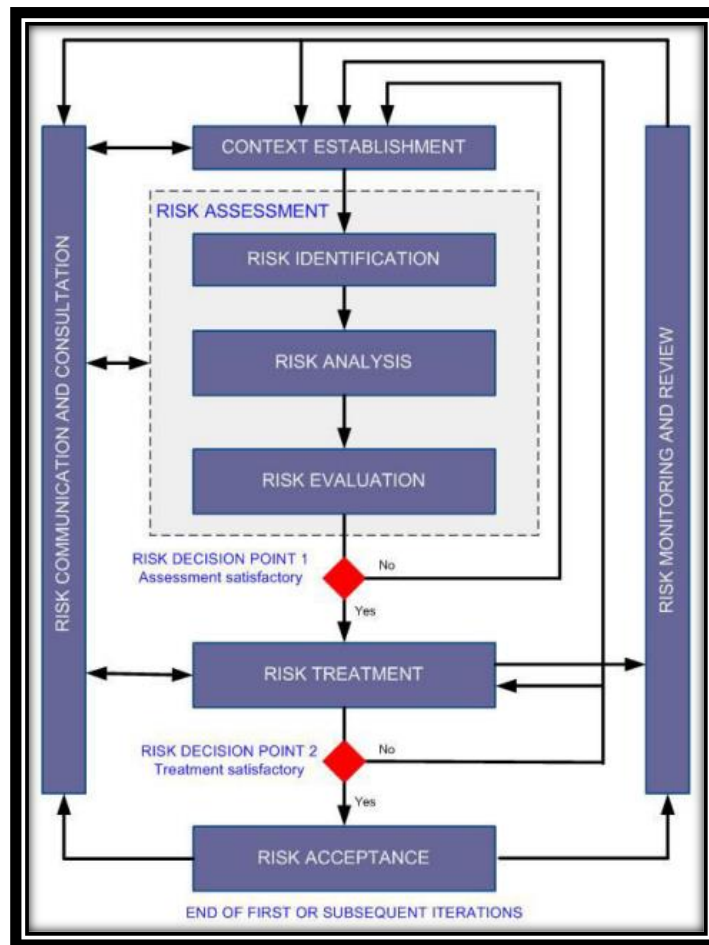 CONTEXT ESTABLISHMENT
RISK ASSESSMENT
RISK IDENTIFICATION
RISK ANALYSIS
RISK EVALUATION
RISK DECISION POINT 1
Assessment satisfactory
No
Yes
RISK TREATMENT
RISK DECISION POINT 2
Treatment satisfactory
No
Yes
RISK ACCEPTANCE
END OF FIRST OR SUBSEQUENT ITERATIONS
RISK COMMUNICATION AND CONSULTATION
RISK MONITORING AND REVIEW